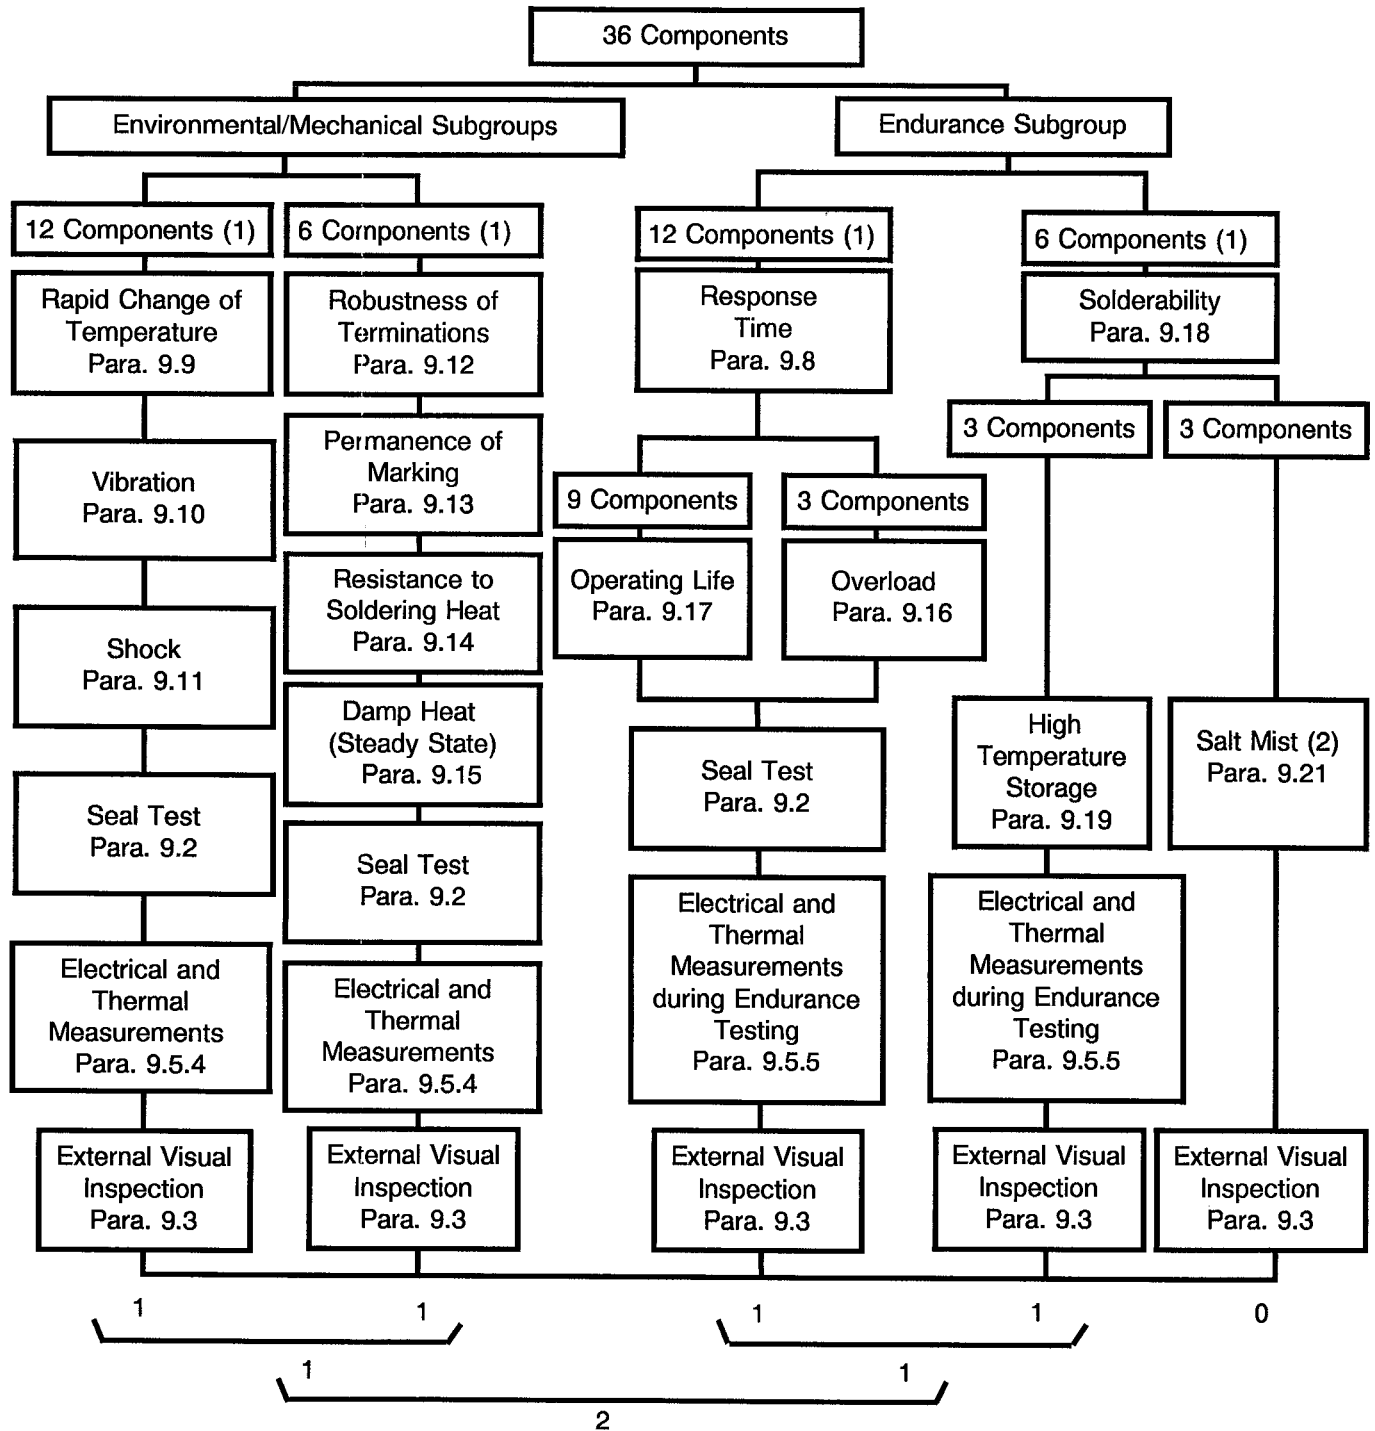 36 Components
Environmental/Mechanical Subgroups
Endurance Subgroup
12 Components (1)
Rapid Change of
Temperature
Para. 9.9
Vibration
Para. 9.10
Shock
Para. 9.11
Seal Test
Para. 9.2
Electrical and
Thermal
Measurements
Para. 9.5.4
External Visual
Inspection
Para. 9.3
6 Components (1)
Robustness of
Terminations
Para. 9.12
Permanence of
Marking
Para. 9.13
Resistance to
Soldering Heat
Para. 9.14
Damp Heat
(Steady State)
Para. 9.15
Seal Test
Para. 9.2
Electrical and
Thermal
Measurements
Para. 9.5.4
External Visual
Inspection
Para. 9.3
12 Components (1)
Response
Time
Para. 9.8
9 Components
Operating Life
Para. 9.17
3 Components
Overload
Para. 9.16
Seal Test
Para. 9.2
Electrical and
Thermal
Measurements
during Endurance
Testing
Para. 9.5.5
External Visual
Inspection
Para. 9.3
6 Components (1)
Solderability
Para. 9.18
3 Components
High
Temperature
Storage
Para. 9.19
Electrical and
Thermal
Measurements
during Endurance
Testing
Para. 9.5.5
External Visual
Inspection
Para. 9.3
3 Components
Salt Mist (2)
Para. 9.21
External Visual
Inspection
Para. 9.3
1 1 1 1 0
1 1
2